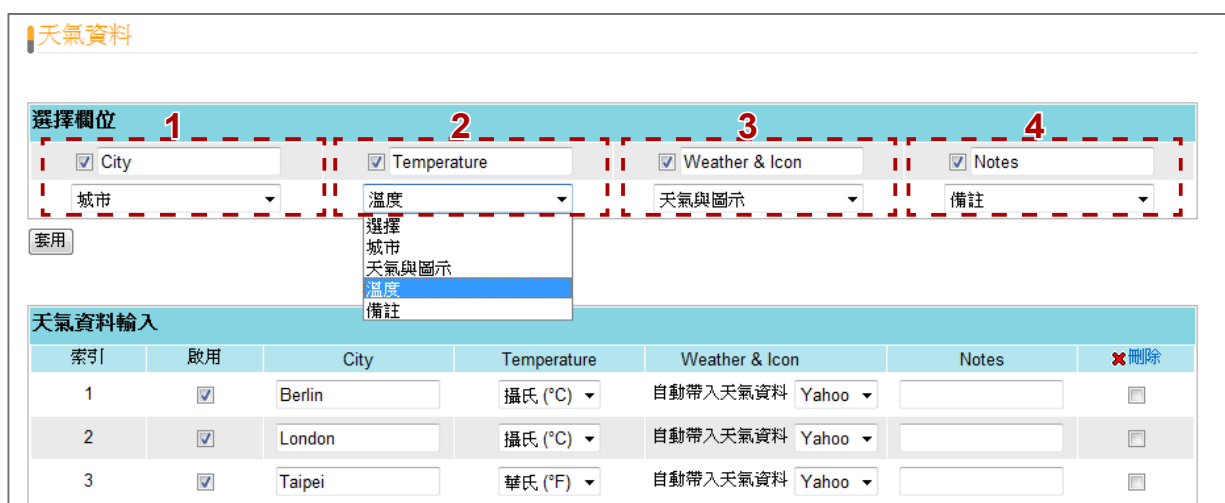 天氣資料
選擇欄位
1 2 3 4
City Temperature Weather & Icon Notes
城市 溫度 天氣與圖示 備註
套用
選擇
城市
天氣與圖示
溫度
備註
天氣資料輸入
索引 啟用 City Temperature Weather & Icon Notes 刪除
1 Berlin 攝氏 (°C) 自動帶入天氣資料 Yahoo
2 London 攝氏 (°C) 自動帶入天氣資料 Yahoo
3 Taipei 華氏 (°F) 自動帶入天氣資料 Yahoo